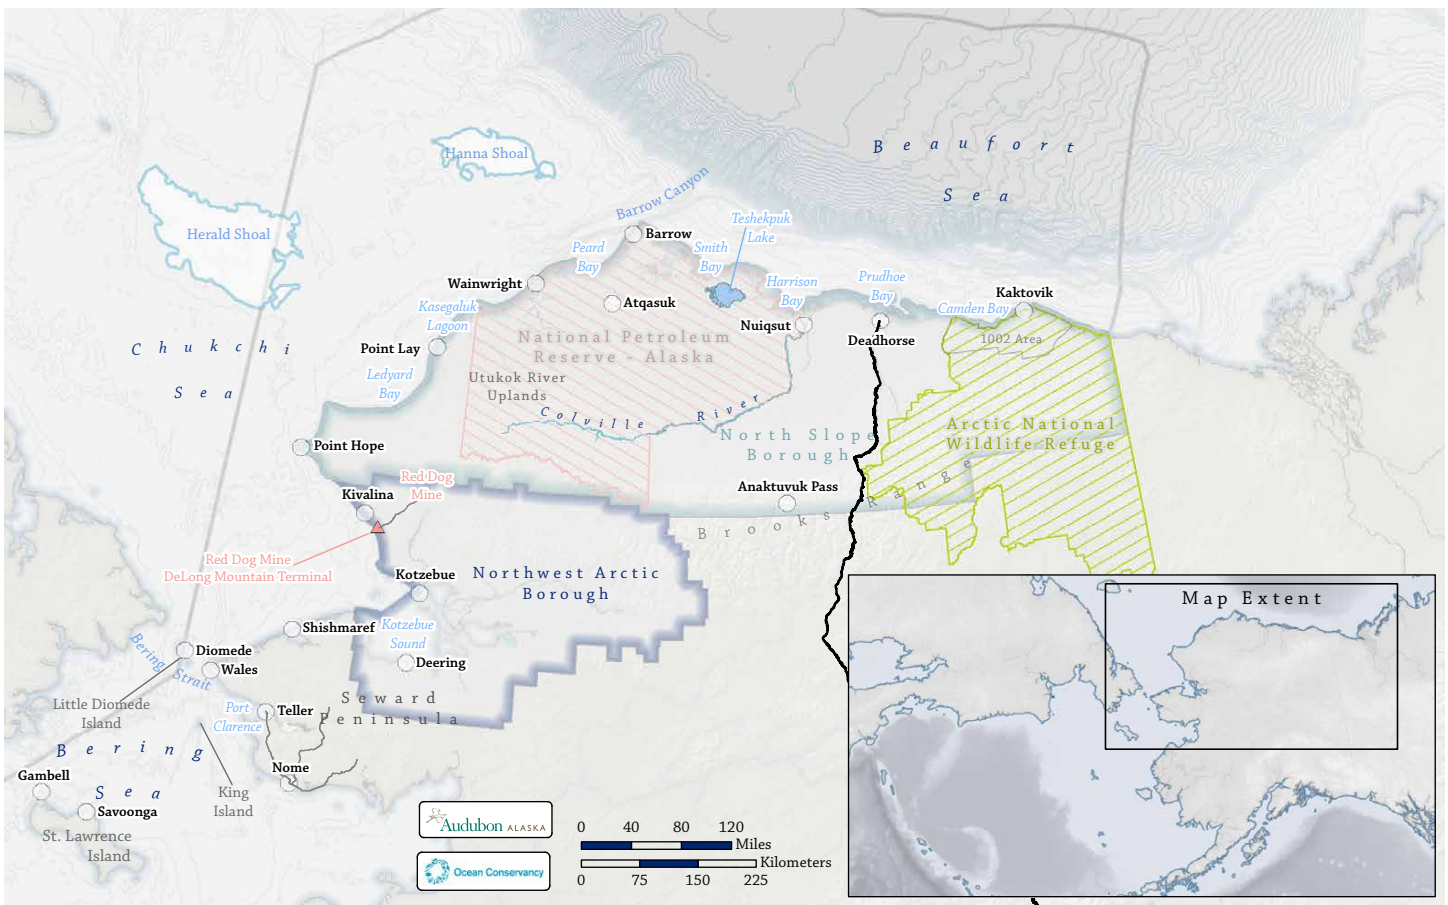 Beaufort
Sea
Hanna Shoal
Barrow Canyon
Herald Shoal
Teshekpuk
Lake
Barrow
Peard
Bay
Smith
Bay
Wainwright
Harrison
Bay
Prudhoe
Bay
Kaktovik
Atqasuk
Kasegaluk
Lagoon
Camden Bay
Nuiqsut
National Petroleum
Reserve - Alaska
Deadhorse
1002 Area
Chukchi
Sea
Point Lay
Ledyard
Bay
Utukok River
Uplands
Colville River
Arctic National
Wildlife Refuge
North Slope
Borough
Point Hope
Brooks Range
Red Dog
Mine
Anaktuvuk Pass
Kivalina
Red Dog Mine
DeLong Mountain Terminal
Kotzebue
Northwest Arctic
Borough
Map Extent
Shishmaref
Kotzebue
Sound
Bering Strait
Diomede
Wales
Deering
Little Diomede
Island
Port
Clarence
Teller
Seward
Peninsula
Bering
Sea
Nome
Gambell
King
Island
Savoonga
St. Lawrence
Island
Audubon ALASKA
0 40 80 120
Miles
Kilometers
0 75 150 225
Ocean Conservancy